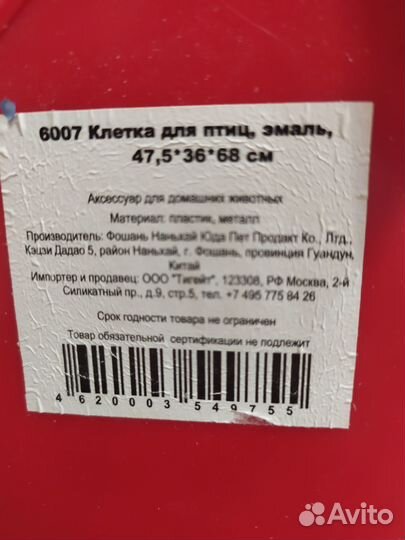 6007 Клетка для птиц, эмаль,
47,5*36*68 см
Аксессуар для домашних животных
Материал: пластик, металл
Производитель: Фошань Наньхай Юда Пет Продакт Ко., Лтд.,
Кэцзи Дадао 5, район Наньхай, г. Фошань, провинция Гуандун,
Китай
Импортер и продавец: ООО "Тигейт", 123308, РФ Москва, 2-й
Силикатный пр., д.9, стр.5, тел. +7 495 775 84 26
Срок годности товара не ограничен
Товар обязательной сертификации не подлежит
4 620003 549755
Avito